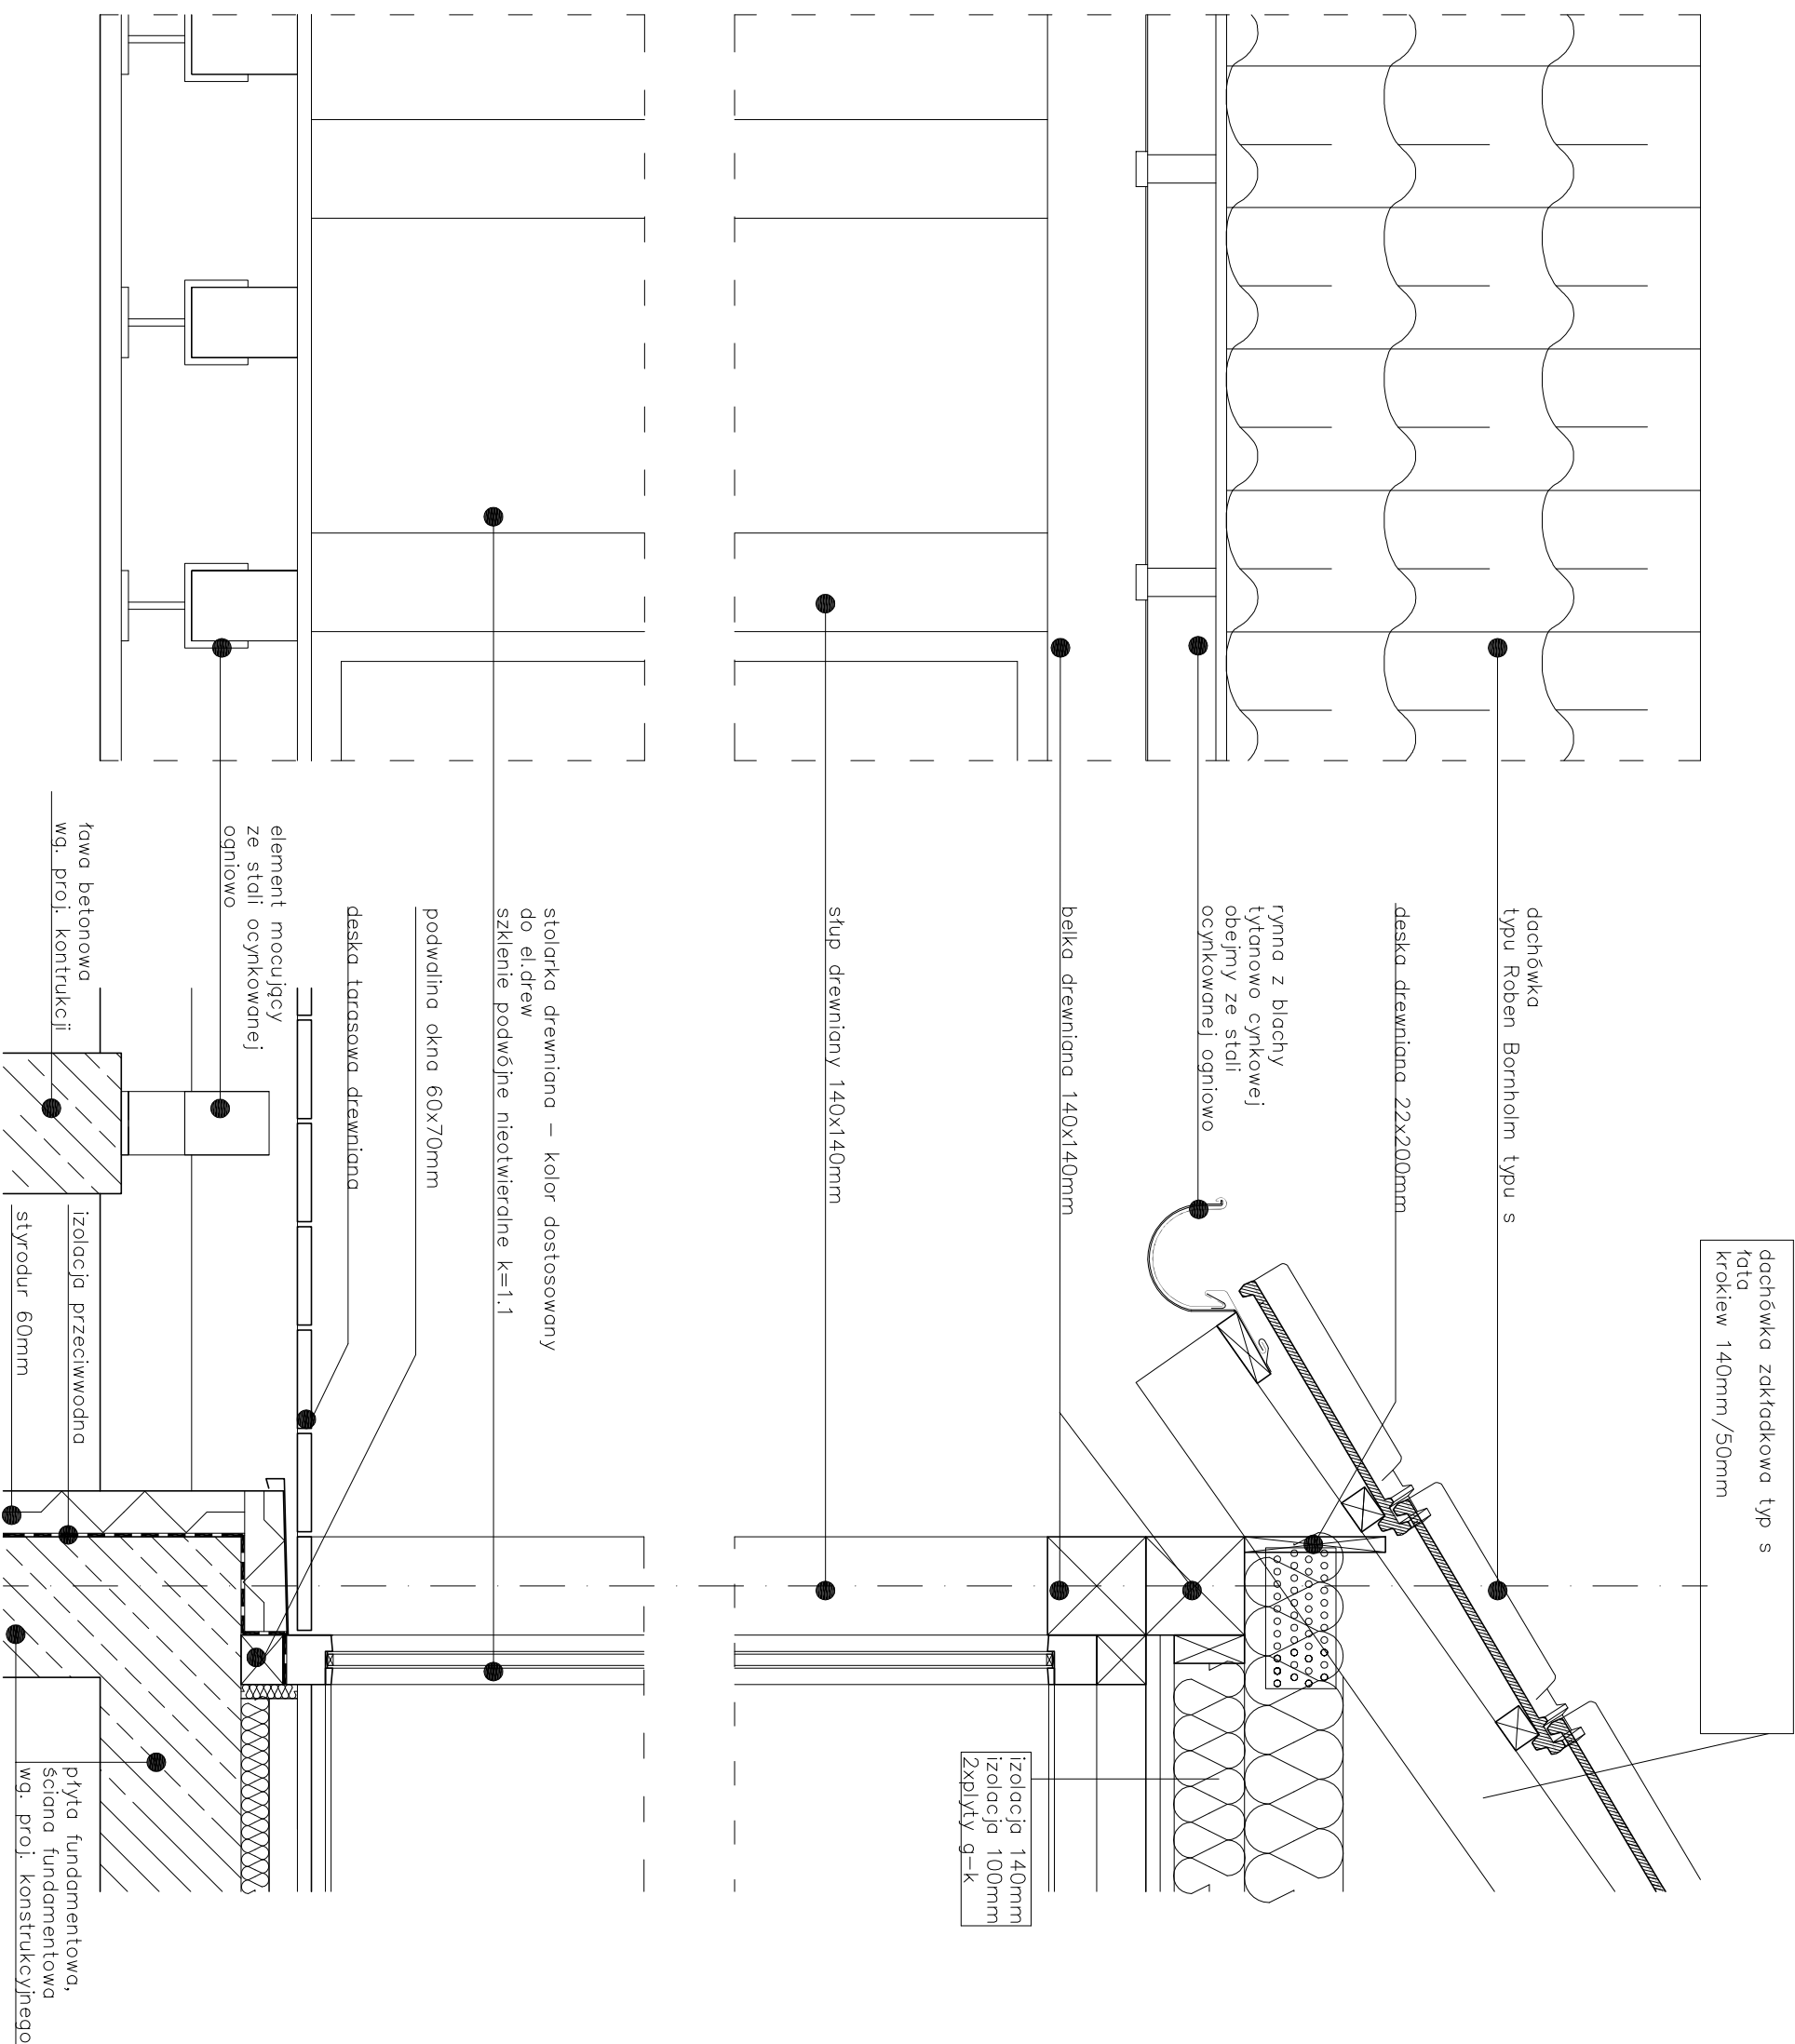 dachówka zakładkowa typ s
łata
krokiew 140mm/50mm
dachówka
typu Roben Bornholm typu s
deska drewniana 22x200mm
rynna z blachy
tytanowo cynkowej
obejmy ze stali
ocynkowanej ogniowo
belka drewniana 140x140mm
izolacja 140mm
izolacja 100mm
2xplyty g-k
słup drewniany 140x140mm
stolarka drewniana – kolor dostosowany
do el.drew
szklenie podwójne nieotwieralne k=1.1
podwalina okna 60x70mm
deska tarasowa drewniana
element mocujący
ze stali ocynkowanej
ogniowo
ława betonowa
wg. proj. kontrukcji
izolacja przeciwwodna
styrodur 60mm
płyta fundamentowa,
ściana fundamentowa
wg. proj. konstrukcyjnego